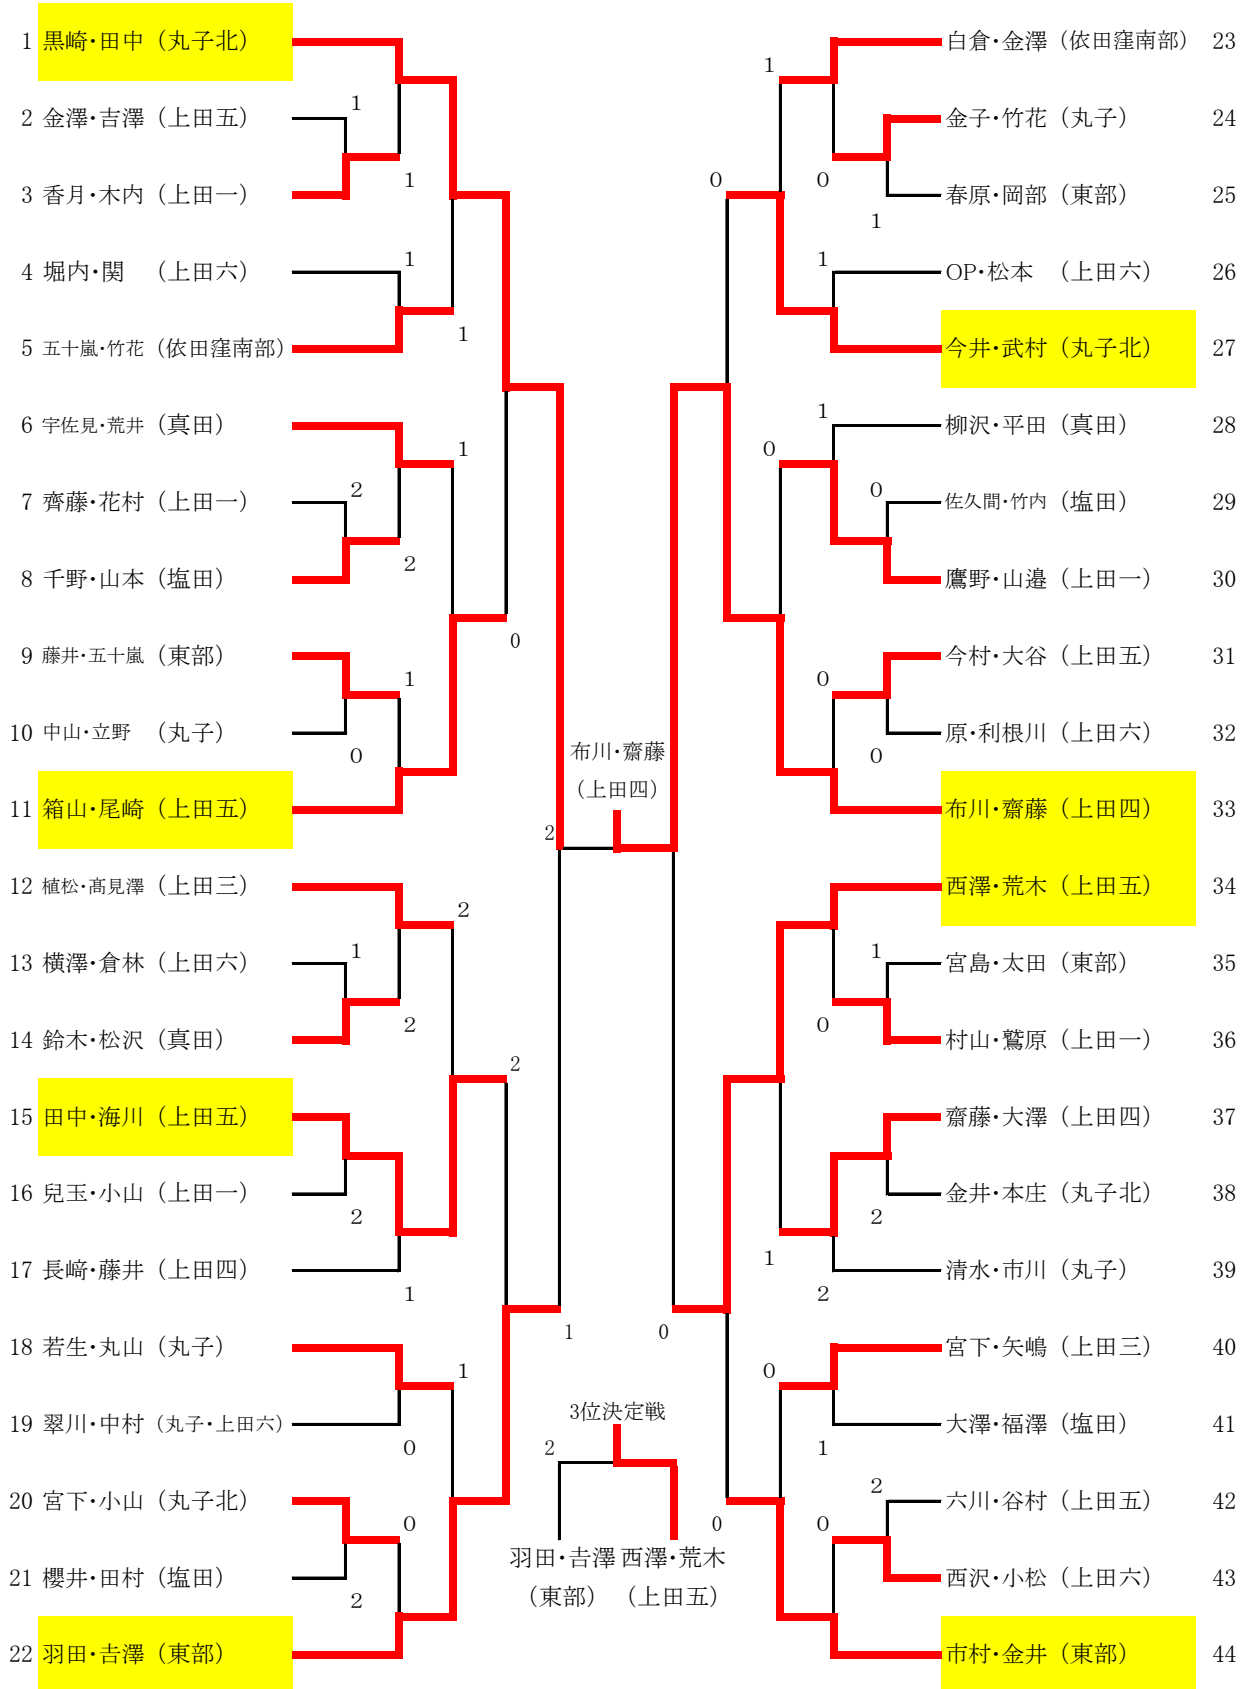 1 黒崎・田中（丸子北）
2 金澤・吉澤（上田五）
3 香月・木内（上田一）
4 堀内・関　（上田六）
5 五十嵐・竹花（依田窪南部）
6 宇佐見・荒井（真田）
7 齊藤・花村（上田一）
8 千野・山本（塩田）
9 藤井・五十嵐（東部）
10 中山・立野　（丸子）
11 箱山・尾崎（上田五）
12 植松・髙見澤（上田三）
13 横澤・倉林（上田六）
14 鈴木・松沢（真田）
15 田中・海川（上田五）
16 兒玉・小山（上田一）
17 長﨑・藤井（上田四）
18 若生・丸山（丸子）
19 翠川・中村（丸子・上田六）
20 宮下・小山（丸子北）
21 櫻井・田村（塩田）
22 羽田・𠮷澤（東部）
1
1
1
1
1
2
2
1
0
0
2
1
2
2
2
1
1
0
0
2
2
1
布川・齋藤
（上田四）
3位決定戦
2
羽田・𠮷澤 西澤・荒木
（東部）（上田五）
1
0
0
1
1
1
0
0
0
0
0
1
0
2
1
2
0
0
1
2
0
0
白倉・金澤（依田窪南部） 23
金子・竹花（丸子） 24
春原・岡部（東部） 25
OP・松本　（上田六） 26
今井・武村（丸子北） 27
柳沢・平田（真田） 28
佐久間・竹内（塩田） 29
鷹野・山邉（上田一） 30
今村・大谷（上田五） 31
原・利根川（上田六） 32
布川・齋藤（上田四） 33
西澤・荒木（上田五） 34
宮島・太田（東部） 35
村山・鷲原（上田一） 36
齋藤・大澤（上田四） 37
金井・本庄（丸子北） 38
清水・市川（丸子） 39
宮下・矢嶋（上田三） 40
大澤・福澤（塩田） 41
六川・谷村（上田五） 42
西沢・小松（上田六） 43
市村・金井（東部） 44